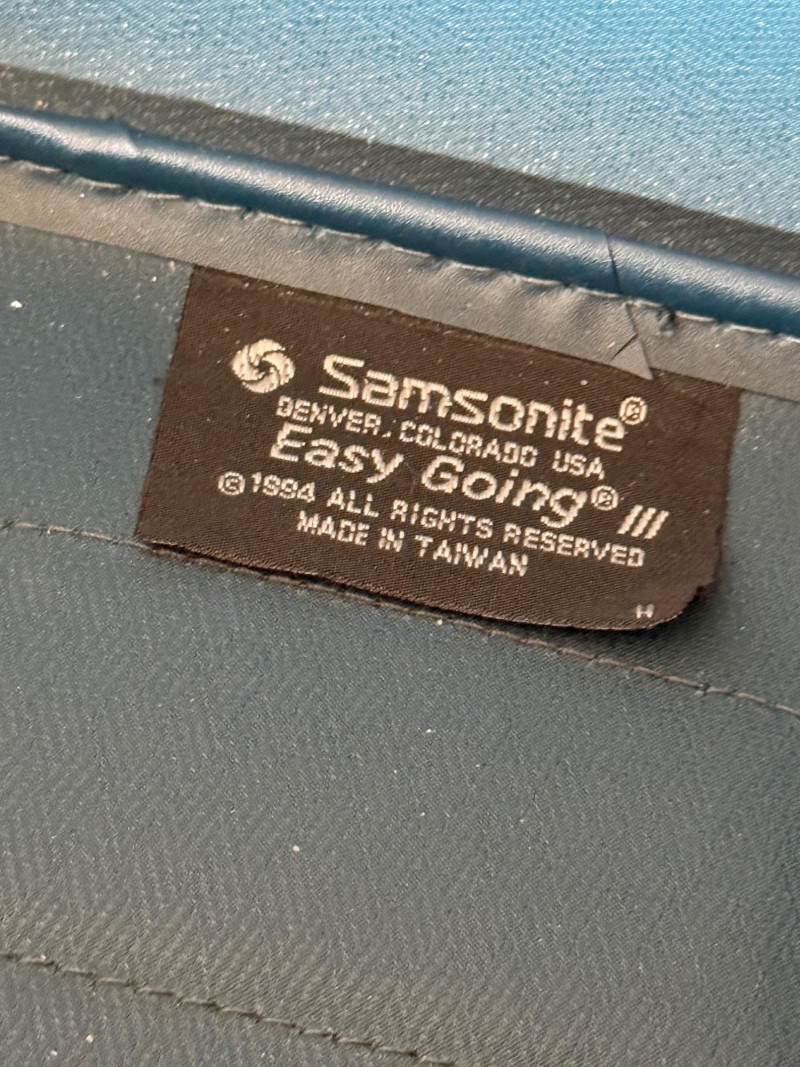 Samsonite®
DENVER, COLORADO USA
Easy Going® III
©1994 ALL RIGHTS RESERVED
MADE IN TAIWAN
H